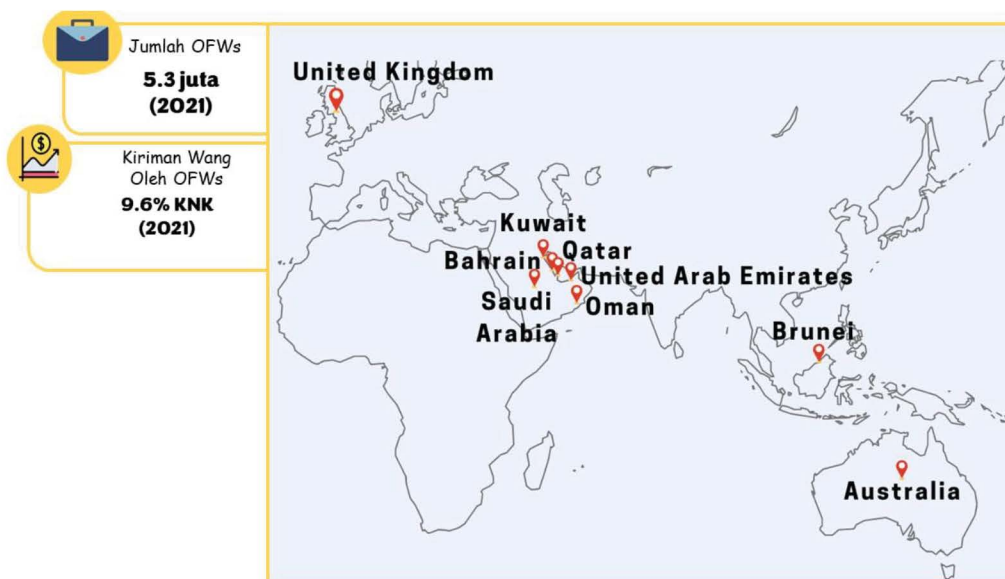 Jumlah OFWs
5.3 juta
(2021)
Kiriman Wang
Oleh OFWs
9.6% KNK
(2021)
United Kingdom
Kuwait
Qatar
Bahrain
United Arab Emirates
Saudi
Arabia
Oman
Brunei
Australia
$